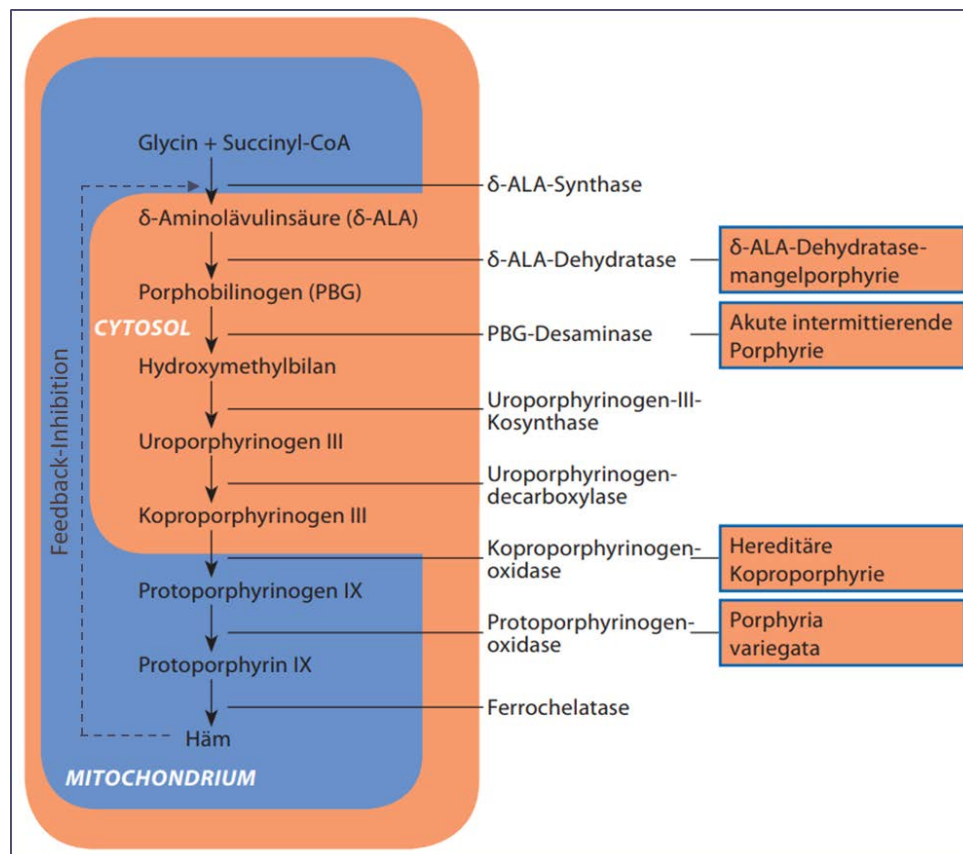 Glycin + Succinyl-CoA
δ-ALA-Synthase
δ-Aminolävulinsäure (δ-ALA)
δ-ALA-Dehydratase
δ-ALA-Dehydratase-
mangelporphyrie
Porphobilinogen (PBG)
CYTOSOL
PBG-Desaminase
Akute intermittierende
Porphyrie
Hydroxymethylbilan
Uroporphyrinogen-III-
Kosynthase
Uroporphyrinogen III
Uroporphyrinogen-
decarboxylase
Koproporphyrinogen III
Koproporphyrinogen-
oxidase
Hereditäre
Koproporphyrie
Protoporphyrinogen IX
Protoporphyrinogen-
oxidase
Porphyria
variegata
Protoporphyrin IX
Ferrochelatase
Häm
MITOCHONDRIUM
Feedback-Inhibition